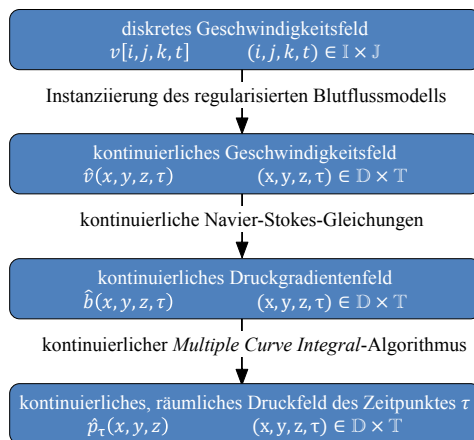 diskretes Geschwindigkeitsfeld
v[i, j, k, t] (i, j, k, t) ∈ 𝕀 × 𝕁
Instanziierung des regularisierten Blutflussmodells
kontinuierliches Geschwindigkeitsfeld
v̂(x, y, z, τ) (x, y, z, τ) ∈ 𝔻 × 𝕋
kontinuierliche Navier-Stokes-Gleichungen
kontinuierliches Druckgradientenfeld
b̂(x, y, z, τ) (x, y, z, τ) ∈ 𝔻 × 𝕋
kontinuierlicher Multiple Curve Integral-Algorithmus
kontinuierliches, räumliches Druckfeld des Zeitpunktes τ
p̂τ(x, y, z) (x, y, z, τ) ∈ 𝔻 × 𝕋